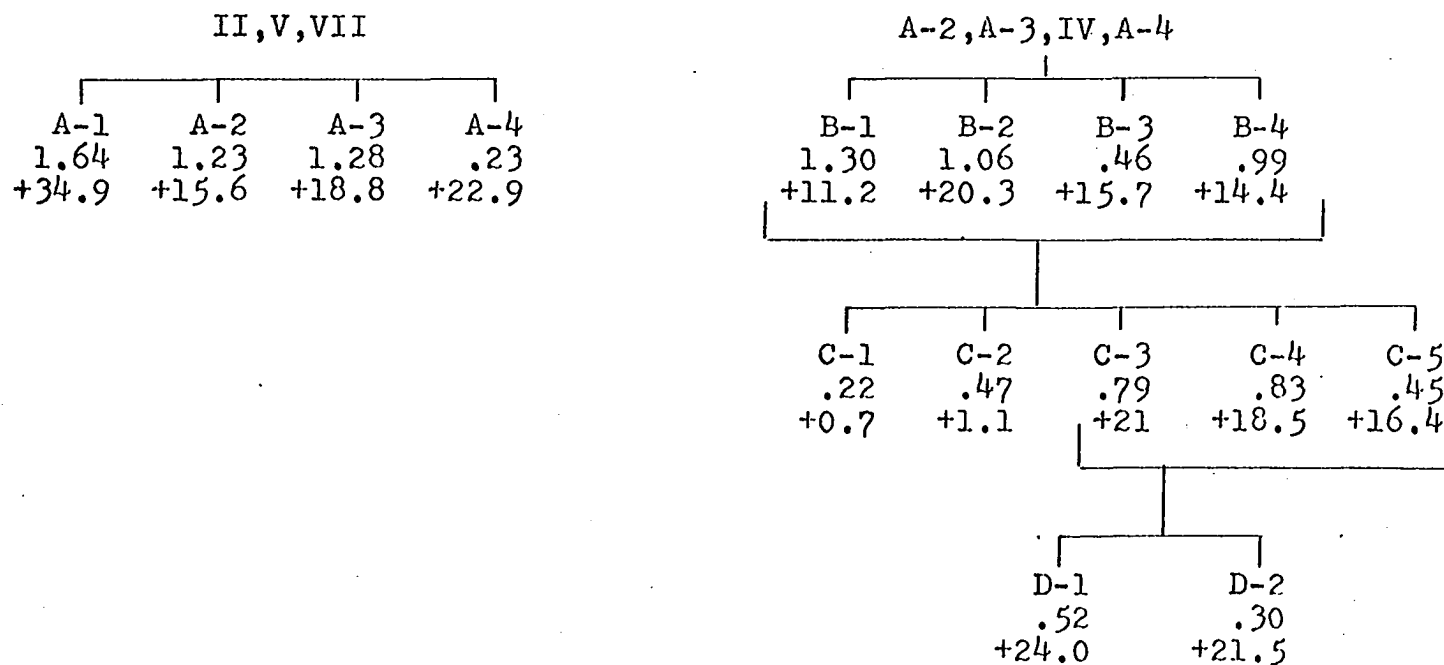 II,V,VII
A-1 A-2 A-3 A-4
1.64 1.23 1.28 .23
+34.9 +15.6 +18.8 +22.9
A-2,A-3,IV,A-4
B-1 B-2 B-3 B-4
1.30 1.06 .46 .99
+11.2 +20.3 +15.7 +14.4
C-1 C-2 C-3 C-4 C-5
.22 .47 .79 .83 .45
+0.7 +1.1 +21 +18.5 +16.4
D-1 D-2
.52 .30
+24.0 +21.5